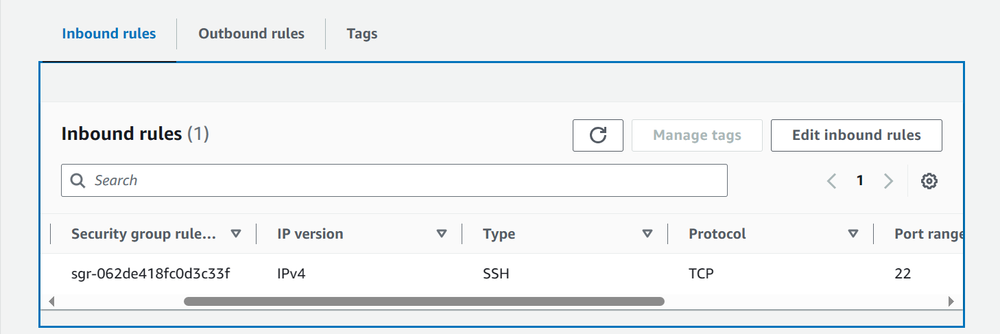 Inbound rules Outbound rules Tags
Inbound rules (1) Manage tags Edit inbound rules
Search 1
Security group rule... IP version Type Protocol Port range
sgr-062de418fc0d3c33f IPv4 SSH TCP 22